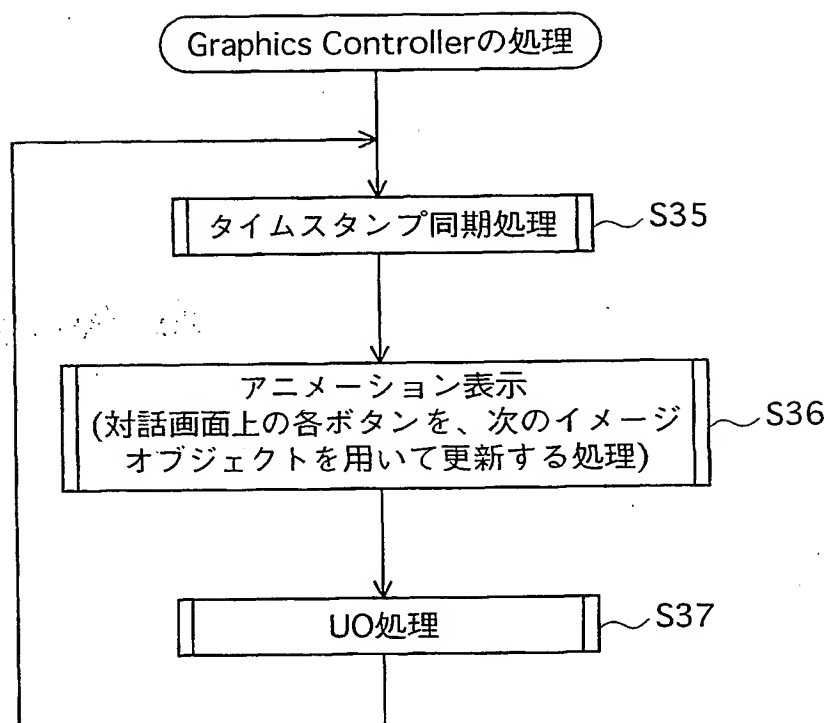 Graphics Controllerの処理
タイムスタンプ同期処理
S35
アニメーション表示
(対話画面上の各ボタンを、次のイメージ
オブジェクトを用いて更新する処理)
S36
UO処理
S37